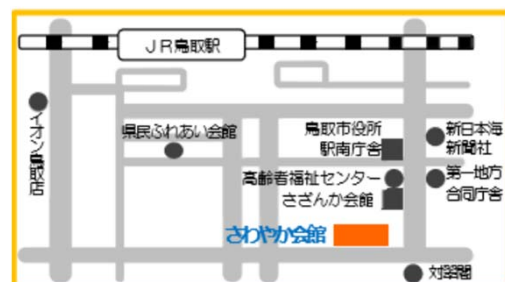 JR鳥取駅
イオン鳥取店
県民ふれあい会館
鳥取市役所
駅南庁舎
新日本海
新聞社
高齢者福祉センター
さざんか会館
第一地方
合同庁舎
さわやか会館
対翠閣